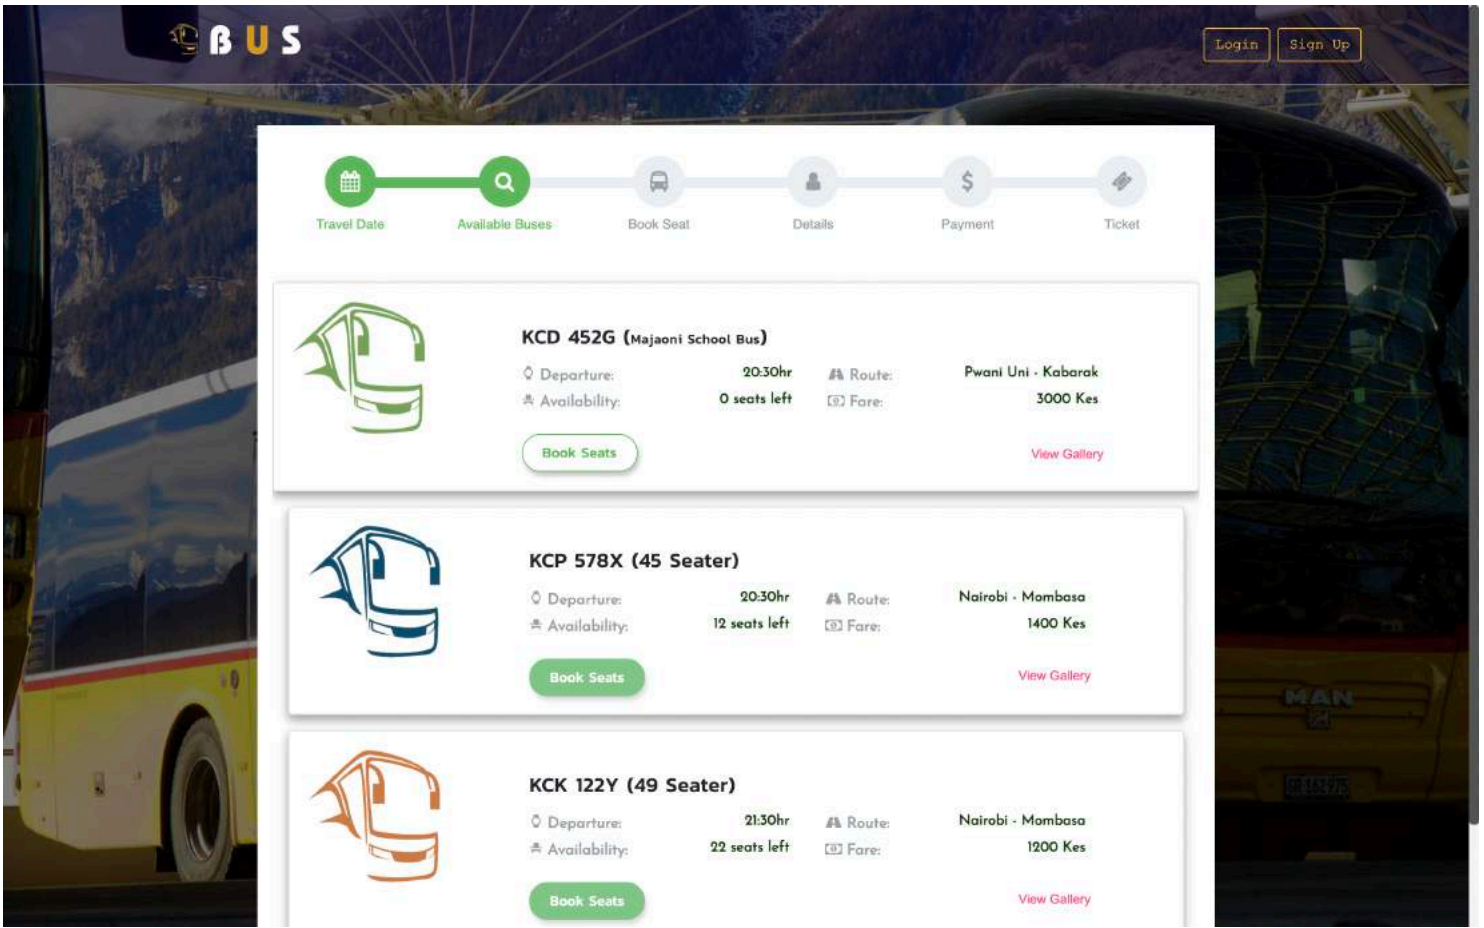 BUS
Login
Sign Up
Travel Date
Available Buses
Book Seat
Details
Payment
Ticket
KCD 452G (Majaoni School Bus)
Departure: 20:30hr Route: Pwani Uni - Kabarak
Availability: 0 seats left Fare: 3000 Kes
Book Seats
View Gallery
KCP 578X (45 Seater)
Departure: 20:30hr Route: Nairobi - Mombasa
Availability: 12 seats left Fare: 1400 Kes
Book Seats
View Gallery
KCK 122Y (49 Seater)
Departure: 21:30hr Route: Nairobi - Mombasa
Availability: 22 seats left Fare: 1200 Kes
Book Seats
View Gallery
MAN